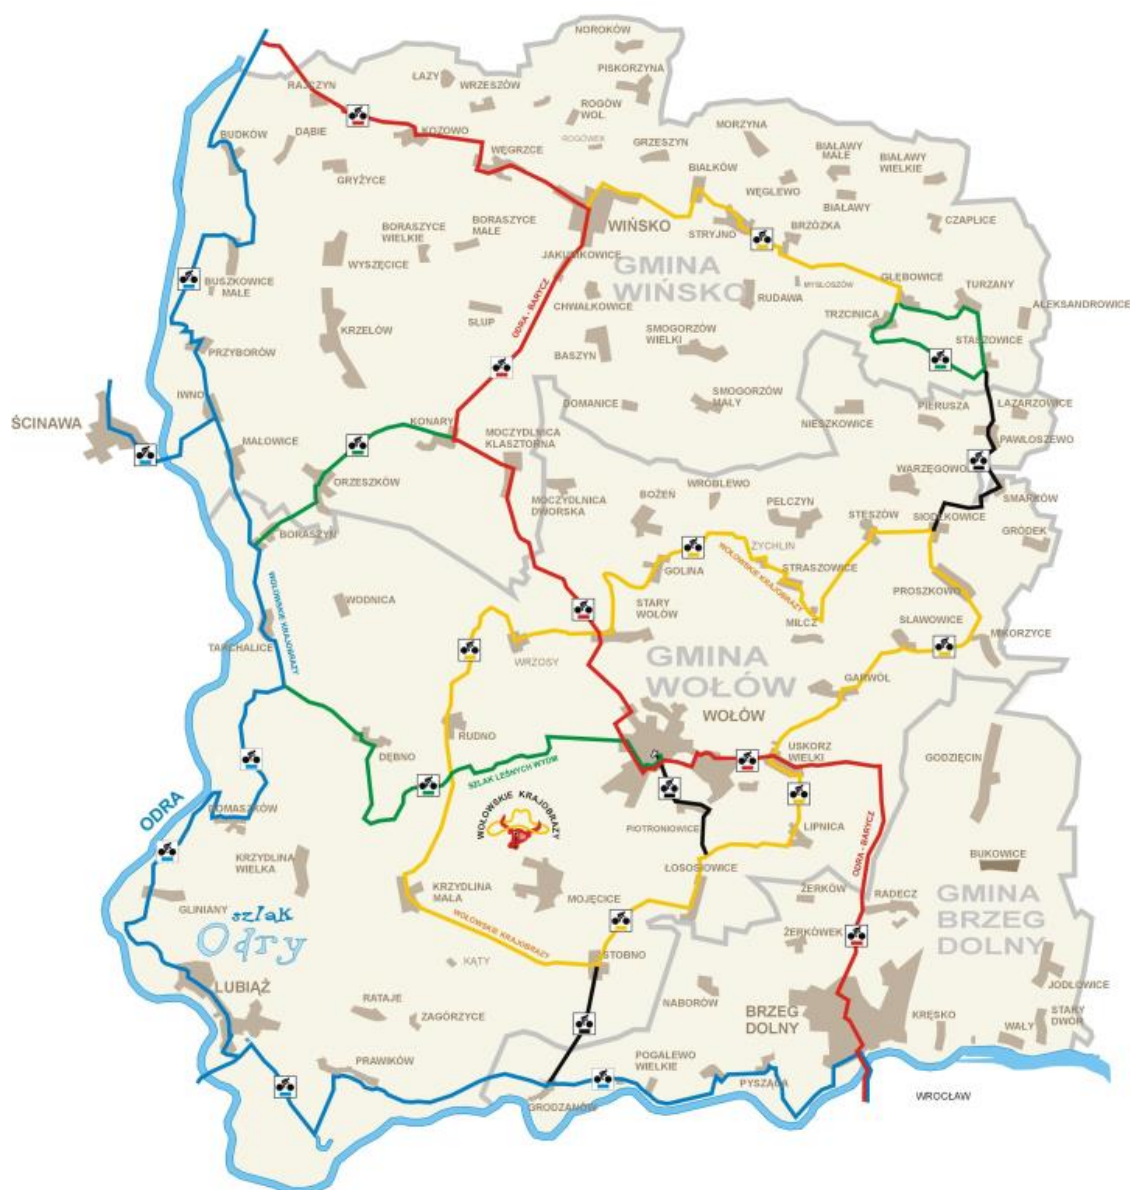 NOROKÓW
ŁAZY
WRZESZÓW
PISKORZYNA
RAJCZYN
ROGÓW
WOL.
MORZYNA
BUDKÓW
DĄBIE
KOZOWO
ROGÓWEK
GRZESZYN
BIAŁAWY
MAŁE
BIAŁAWY
WIELKIE
WĘGRZCE
BIAŁKÓW
GRYŻYCE
WĘGLEWO
BIAŁAWY
BORASZYCE
WIELKIE
BORASZYCE
MAŁE
WIŃSKO
STRYJNO
BRZÓZKA
CZAPLICE
WYSZĘCICE
JAKUBIKOWICE
GMINA
WIŃSKO
BUSZKOWICE
MAŁE
GŁĘBOWICE
TURZANY
MYSŁOSZÓW
RUDAWA
CHWAŁKOWICE
ALEKSANDROWICE
ODRA - BARYCZ
SŁUP
KRZELÓW
SMOGORZÓW
WIELKI
TRZCINICA
STASZOWICE
PRZYBORÓW
BASZYN
IWNO
DOMANICE
SMOGORZÓW
MAŁY
PIERUSZA
ŁAZARZOWICE
ŚCINAWA
KONARY
NIESZKOWICE
MOCZYDLNICA
KLASZTORNA
PAWŁOSZEWO
MAŁOWICE
WARZĘGOWO
ORZESZKÓW
WRÓBLEWO
MOCZYDLNICA
DWORSKA
BOŻEŃ
PEŁCZYN
SMARKÓW
STĘSZÓW
SIODŁKOWICE
GRÓDEK
BORASZYN
ŻYCHLIN
GOLINA
STRASZOWICE
WOŁOWSKIE KRAJOBRAZY
PROSZKOWO
WODNICA
WOŁOWSKIE KRAJOBRAZY
STARY
WOŁÓW
MILCZ
SŁAWOWICE
MIKORZYCE
TARCHALICE
WRZOSY
GMINA
WOŁÓW
GARWÓŁ
WOŁÓW
RUDNO
USKORZ
WIELKI
GODZIĘCIN
DĘBNO
SZLAK LEŚNYCH WYDM
ODRA
DOMASZKÓW
WOŁOWSKIE KRAJOBRAZY
PIOTRONIOWICE
LIPNICA
ODRA - BARYCZ
KRZYDLINA
WIELKA
BUKOWICE
ŁOSOSIOWICE
KRZYDLINA
MAŁA
MOJĘCICE
ŻERKÓW
RADECZ
GMINA
BRZEG
DOLNY
GLINIANY
szlak
Odry
WOŁOWSKIE KRAJOBRAZY
ŻERKÓWEK
KĄTY
STOBNO
LUBIĄŻ
NABORÓW
JODŁOWICE
RATAJE
ZAGÓRZYCE
BRZEG
DOLNY
KRĘSKO
STARY
DWÓR
WAŁY
PRAWIKÓW
POGALEWO
WIELKIE
PYSZĄCA
GRODZANÓW
WROCŁAW